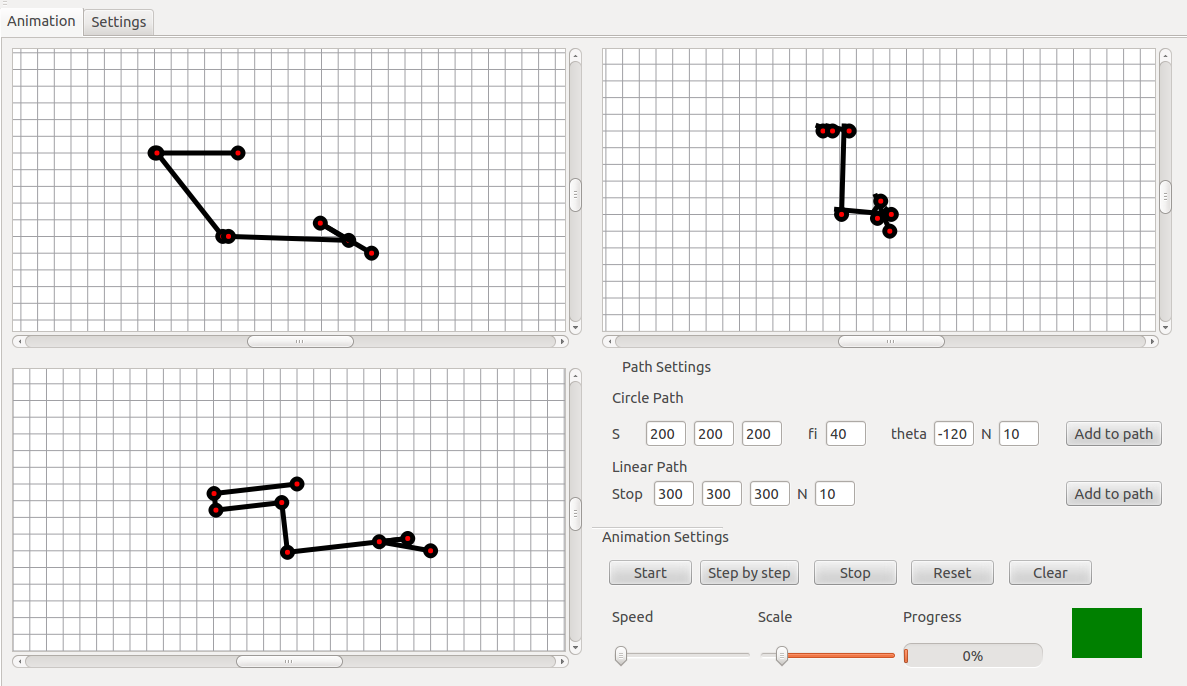 Animation Settings
Path Settings
Circle Path
S 200 200 200 fi 40 theta -120 N 10 Add to path
Linear Path
Stop 300 300 300 N 10 Add to path
Animation Settings
Start Step by step Stop Reset Clear
Speed Scale Progress
0%